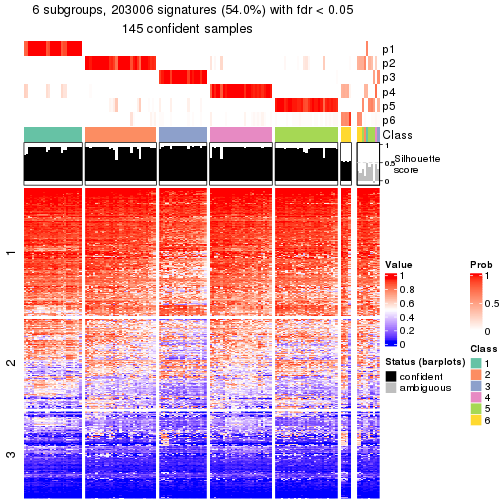 6 subgroups, 203006 signatures (54.0%) with fdr < 0.05
145 confident samples
p1
p2
p3
p4
p5
p6
Class
1
0.5
0
Silhouette
score
1
2
3
Value
1
0.8
0.6
0.4
0.2
0
Status (barplots)
confident
ambiguous
Prob
1
0.5
0
Class
1
2
3
4
5
6